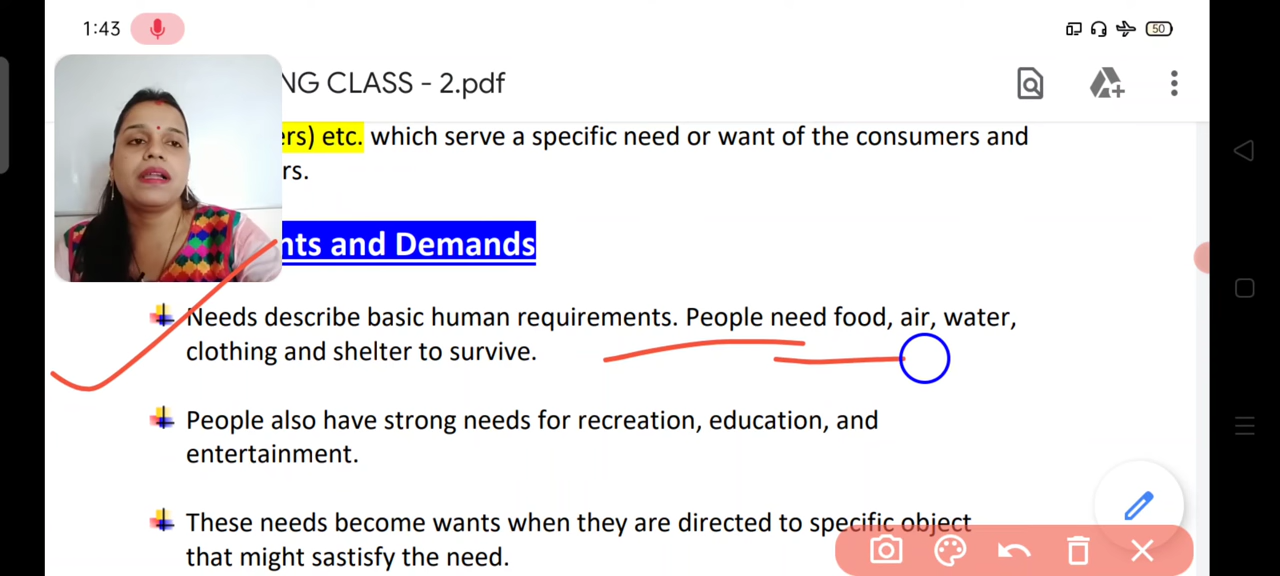 1:43
50
NG CLASS - 2.pdf
ers) etc. which serve a specific need or want of the consumers and
rs.
nts and Demands
Needs describe basic human requirements. People need food, air, water,
clothing and shelter to survive.
People also have strong needs for recreation, education, and
entertainment.
These needs become wants when they are directed to specific object
that might sastisfy the need.